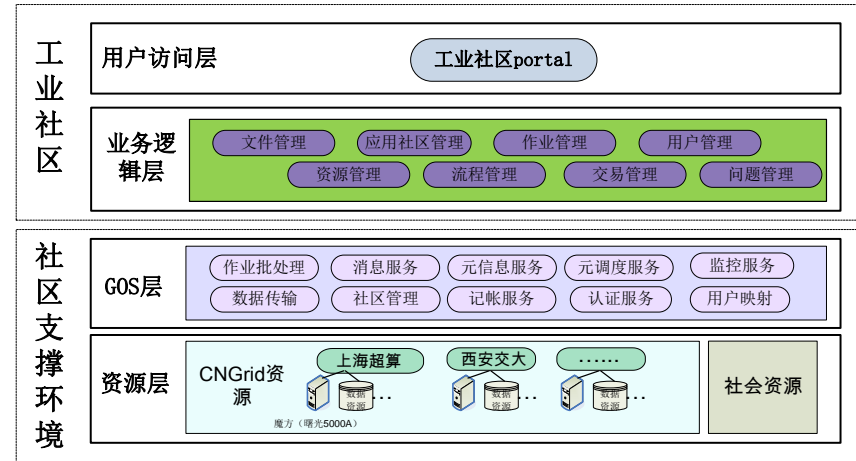 工业社区
用户访问层
工业社区portal
业务逻辑层
文件管理
应用社区管理
作业管理
用户管理
资源管理
流程管理
交易管理
问题管理
社区支撑环境
GOS层
作业批处理
消息服务
元信息服务
元调度服务
监控服务
数据传输
社区管理
记帐服务
认证服务
用户映射
资源层
CNGrid资
源
上海超算
西安交大
……
数据
资源
...
数据
资源
...
数据
资源
...
魔方（曙光5000A）
社会资源